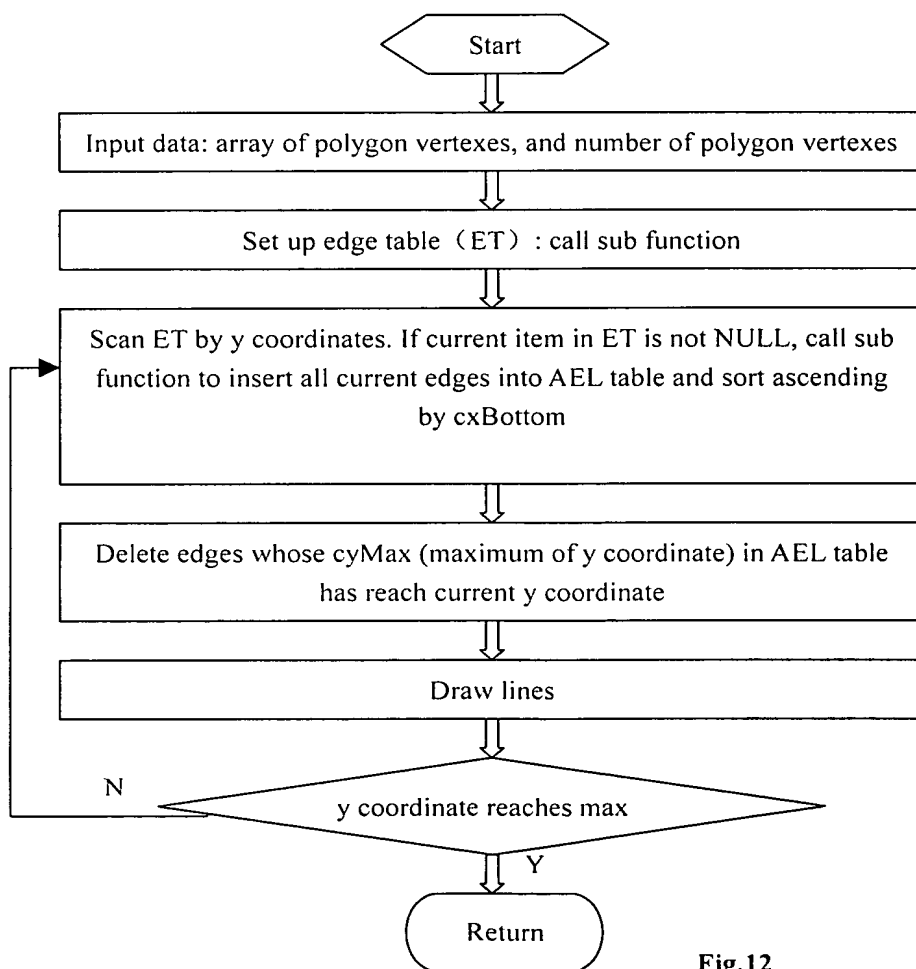 Start
Input data: array of polygon vertexes, and number of polygon vertexes
Set up edge table（ET）: call sub function
Scan ET by y coordinates. If current item in ET is not NULL, call sub
function to insert all current edges into AEL table and sort ascending
by cxBottom
Delete edges whose cyMax (maximum of y coordinate) in AEL table
has reach current y coordinate
Draw lines
N
y coordinate reaches max
Y
Return
Fig.12